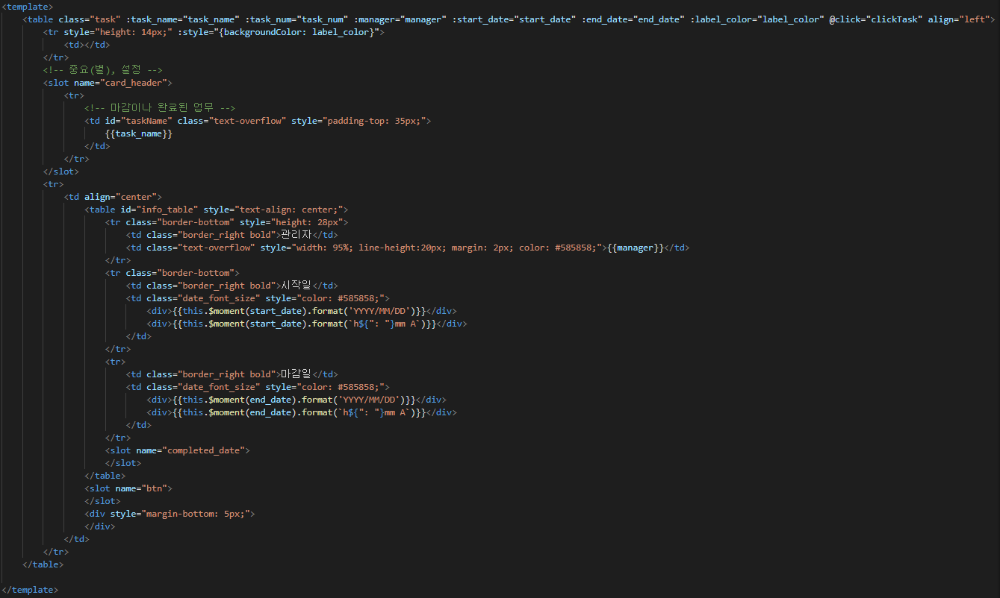 <template>
<table class="task" :task_name="task_name" :task_num="task_num" :manager="manager" :start_date="start_date" :end_date="end_date" :label_color="label_color" @click="clickTask" align="left">
<tr style="height: 14px;" :style="{backgroundColor: label_color}">
<td></td>
</tr>
<!-- 중요(별), 설정 -->
<slot name="card_header">
<tr>
<!-- 마감이나 완료된 업무 -->
<td id="taskName" class="text-overflow" style="padding-top: 35px;">
{{task_name}}
</td>
</tr>
</slot>
<tr>
<td align="center">
<table id="info_table" style="text-align: center;">
<tr class="border-bottom" style="height: 28px">
<td class="border_right bold">관리자</td>
<td class="text-overflow" style="width: 95%; line-height:20px; margin: 2px; color: #585858;">{{manager}}</td>
</tr>
<tr class="border-bottom">
<td class="border_right bold">시작일</td>
<td class="date_font_size" style="color: #585858;">
<div>{{this.$moment(start_date).format('YYYY/MM/DD')}}</div>
<div>{{this.$moment(start_date).format(`h${": "}mm A`)}}</div>
</td>
</tr>
<tr>
<td class="border_right bold">마감일</td>
<td class="date_font_size" style="color: #585858;">
<div>{{this.$moment(end_date).format('YYYY/MM/DD')}}</div>
<div>{{this.$moment(end_date).format(`h${": "}mm A`)}}</div>
</td>
</tr>
<slot name="completed_date">
</slot>
</table>
<slot name="btn">
</slot>
<div style="margin-bottom: 5px;">
</div>
</td>
</tr>
</table>
</template>